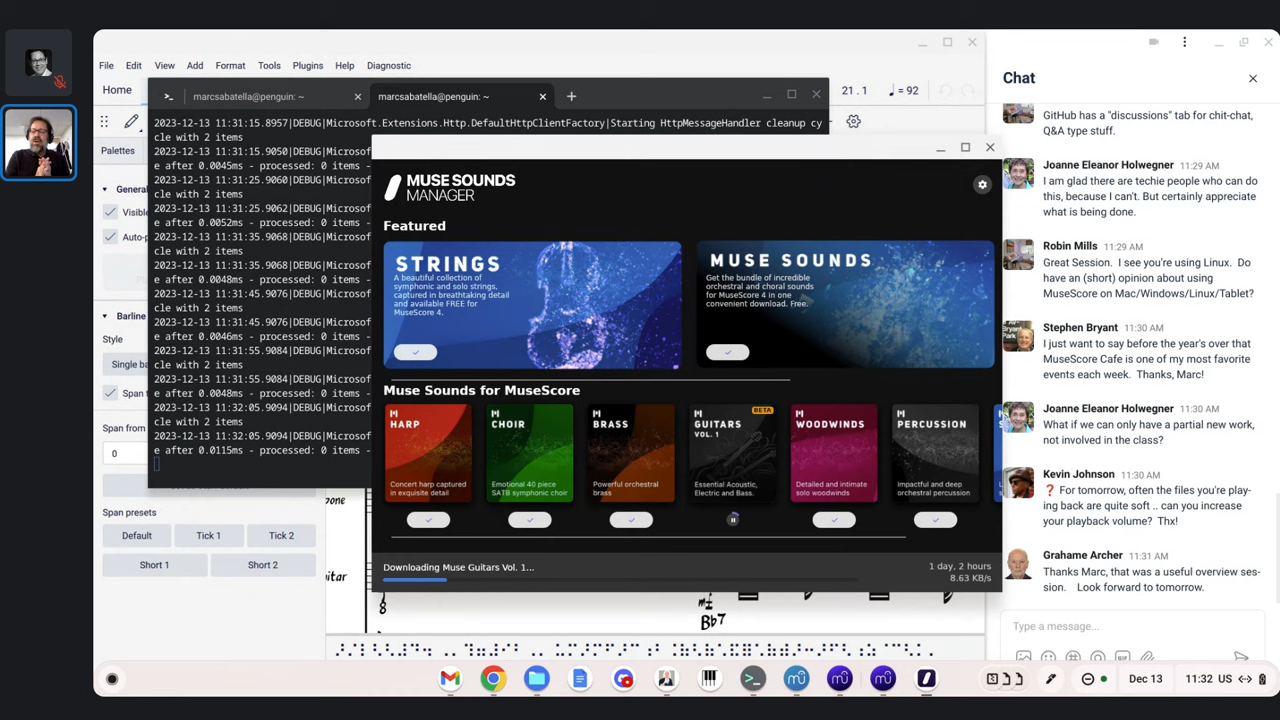 File Edit View Add Format Tools Plugins Help Diagnostic
Home
21. 1
= 92
Palettes
General
Visible
Auto-p
Barline
Style
Single ba
Span t
Span from
0
Span presets
Default Tick 1 Tick 2
Short 1 Short 2
marcsabatella@penguin: ~
marcsabatella@penguin: ~
2023-12-13 11:31:15.8957|DEBUG|Microsoft.Extensions.Http.DefaultHttpClientFactory|Starting HttpMessageHandler cleanup cy
cle with 2 items
2023-12-13 11:31:15.9050|DEBUG|Microsof
e after 0.0045ms - processed: 0 items -
2023-12-13 11:31:25.9060|DEBUG|Microsof
cle with 2 items
2023-12-13 11:31:25.9062|DEBUG|Microsof
e after 0.0052ms - processed: 0 items -
2023-12-13 11:31:35.9068|DEBUG|Microsof
cle with 2 items
2023-12-13 11:31:35.9068|DEBUG|Microsof
e after 0.0048ms - processed: 0 items -
2023-12-13 11:31:45.9076|DEBUG|Microsof
cle with 2 items
2023-12-13 11:31:45.9076|DEBUG|Microsof
e after 0.0046ms - processed: 0 items -
2023-12-13 11:31:55.9084|DEBUG|Microsof
cle with 2 items
2023-12-13 11:31:55.9084|DEBUG|Microsof
e after 0.0048ms - processed: 0 items -
2023-12-13 11:32:05.9094|DEBUG|Microsof
cle with 2 items
2023-12-13 11:32:05.9094|DEBUG|Microsof
e after 0.0115ms - processed: 0 items -
MUSE SOUNDS
MANAGER
Featured
STRINGS
A beautiful collection of
symphonic and solo strings,
captured in breathtaking detail
and available FREE for
MuseScore 4.
MUSE SOUNDS
Get the bundle of incredible
orchestral and choral sounds
for MuseScore 4 in one
convenient download. Free.
Muse Sounds for MuseScore
HARP
Concert harp captured
in exquisite detail
CHOIR
Emotional 40 piece
SATB symphonic choir
BRASS
Powerful orchestral
brass
BETA
GUITARS
VOL. 1
Essential Acoustic,
Electric and Bass.
WOODWINDS
Detailed and intimate
solo woodwinds
PERCUSSION
Impactful and deep
orchestral percussion
Downloading Muse Guitars Vol. 1...
1 day, 2 hours
8.63 KB/s
one
itar
Bb7
Chat
GitHub has a "discussions" tab for chit-chat,
Q&A type stuff.
Joanne Eleanor Holwegner 11:29 AM
I am glad there are techie people who can do
this, because I can't. But certainly appreciate
what is being done.
Robin Mills 11:29 AM
Great Session. I see you're using Linux. Do
have an (short) opinion about using
MuseScore on Mac/Windows/Linux/Tablet?
Stephen Bryant 11:30 AM
I just want to say before the year's over that
MuseScore Cafe is one of my most favorite
events each week. Thanks, Marc!
Joanne Eleanor Holwegner 11:30 AM
What if we can only have a partial new work,
not involved in the class?
Kevin Johnson 11:30 AM
❓ For tomorrow, often the files you're play-
ing back are quite soft .. can you increase
your playback volume? Thx!
Grahame Archer 11:31 AM
Thanks Marc, that was a useful overview ses-
sion. Look forward to tomorrow.
Type a message...
Dec 13
11:32 US